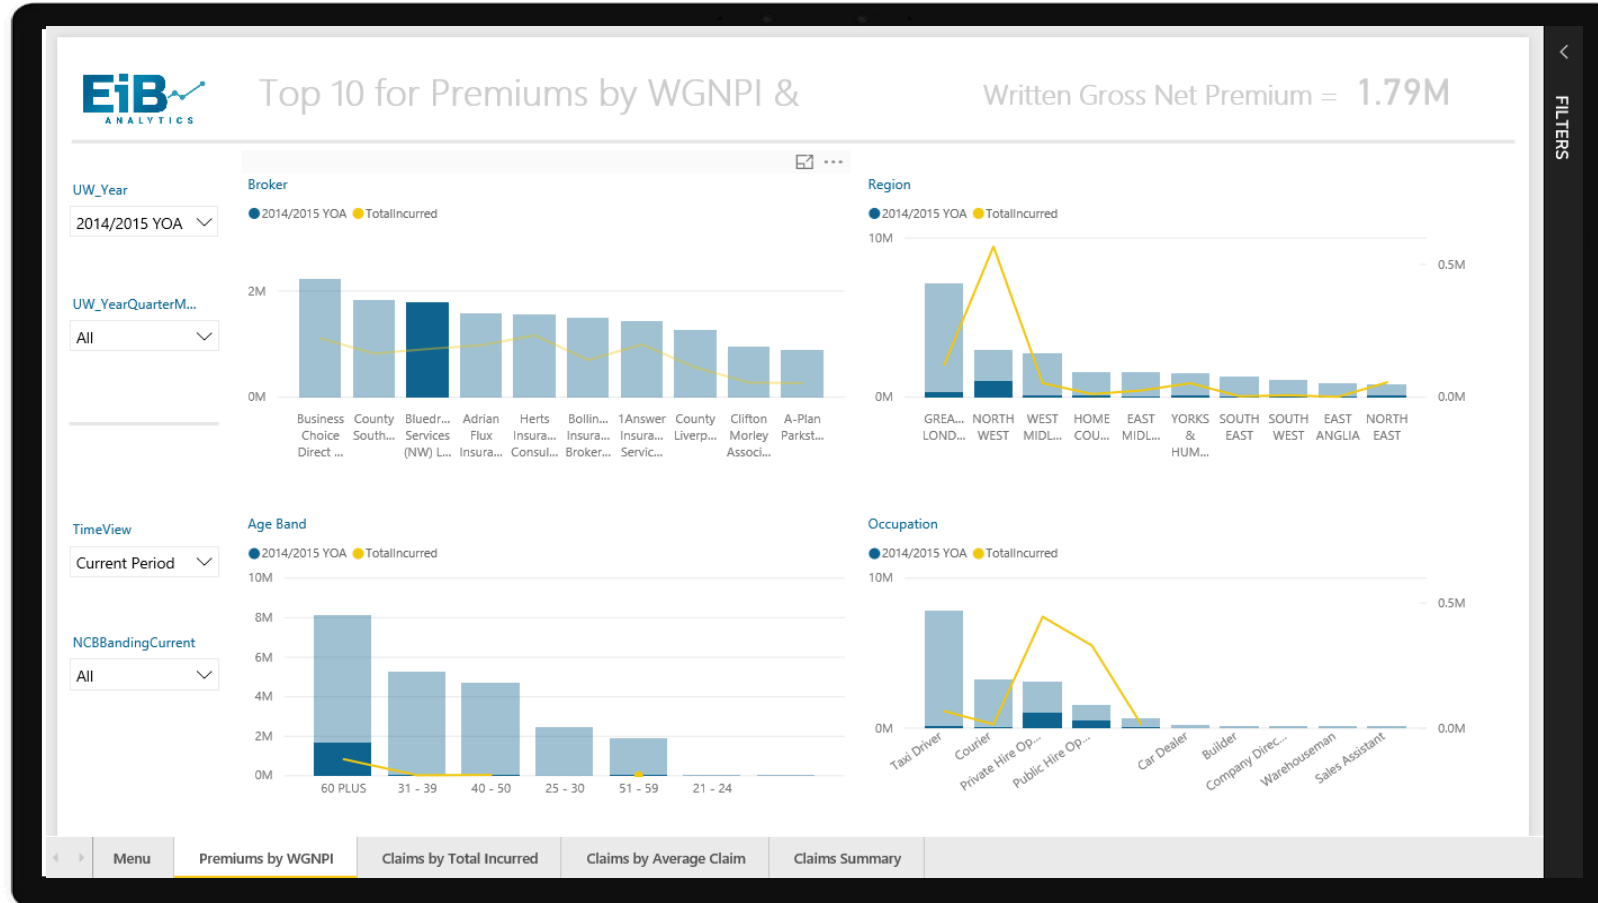 EiB
ANALYTICS
Top 10 for Premiums by WGNPI &
Written Gross Net Premium = 1.79M
FILTERS
UW_Year
2014/2015 YOA
UW_YearQuarterM...
All
TimeView
Current Period
NCBBandingCurrent
All
Broker
2014/2015 YOA TotalIncurred
2M
0M
Business Choice Direct ...
County South...
Bluedr... Services (NW) L...
Adrian Flux Insura...
Herts Insura... Consul...
Bollin... Insura... Broker...
1Answer Insura... Servic...
County Liverp...
Clifton Morley Associ...
A-Plan Parkst...
Region
2014/2015 YOA TotalIncurred
10M
0M
0.5M
0.0M
GREA... LOND...
NORTH WEST
WEST MIDL...
HOME COU...
EAST MIDL...
YORKS & HUM...
SOUTH EAST
SOUTH WEST
EAST ANGLIA
NORTH EAST
Age Band
2014/2015 YOA TotalIncurred
10M
8M
6M
4M
2M
0M
60 PLUS 31 - 39 40 - 50 25 - 30 51 - 59 21 - 24
Occupation
2014/2015 YOA TotalIncurred
10M
0M
0.5M
0.0M
Taxi Driver
Courier
Private Hire Op...
Public Hire Op...
Car Dealer
Builder
Company Direc...
Warehouseman
Sales Assistant
Menu Premiums by WGNPI Claims by Total Incurred Claims by Average Claim Claims Summary